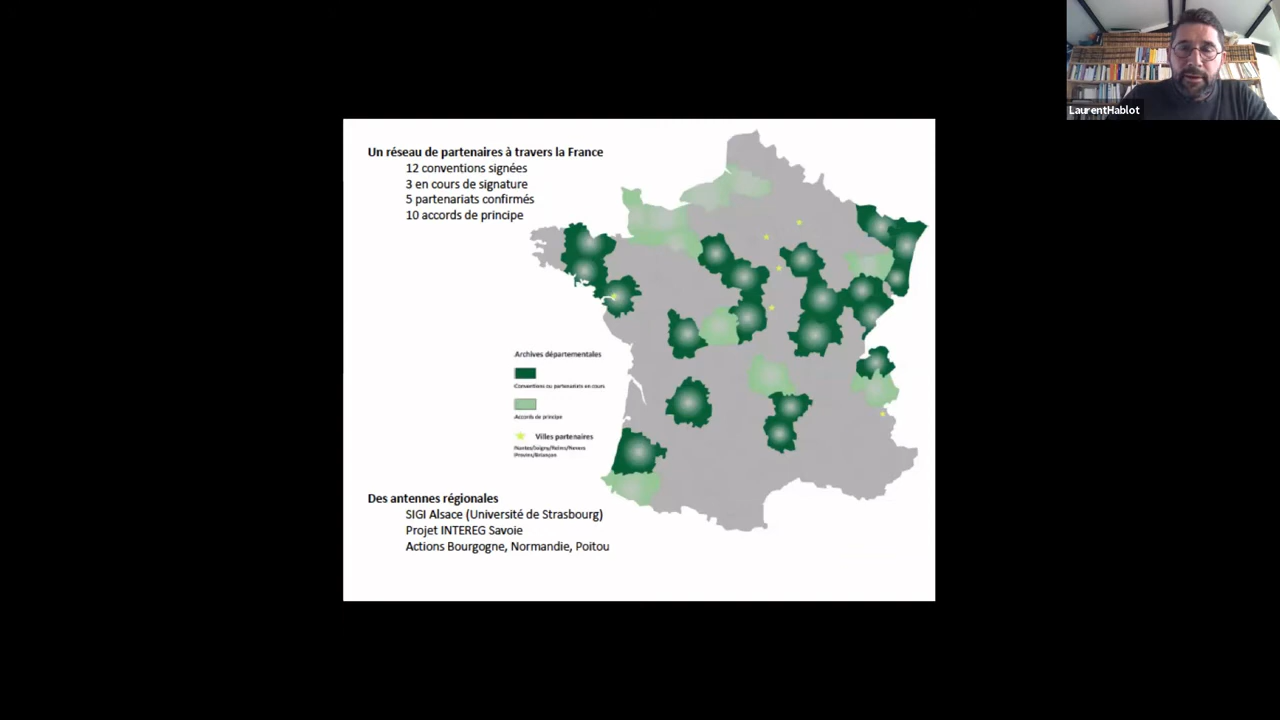 LaurentHablot
Un réseau de partenaires à travers la France
12 conventions signées
3 en cours de signature
5 partenariats confirmés
10 accords de principe
Archives départementales
Conventions ou partenariats en cours
Accords de principe
Villes partenaires
Des antennes régionales
SIGI Alsace (Université de Strasbourg)
Projet INTEREG Savoie
Actions Bourgogne, Normandie, Poitou